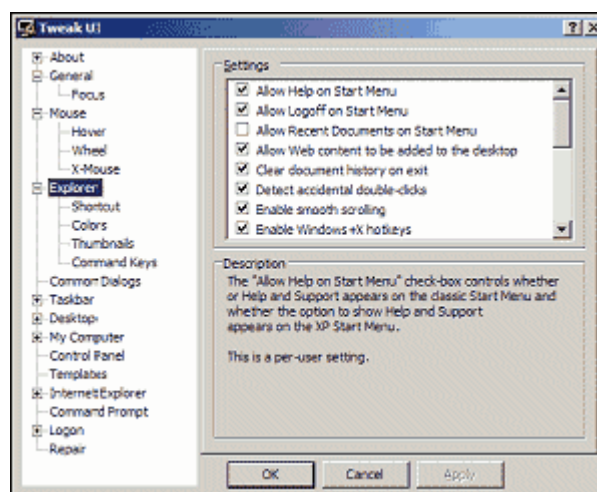 Tweak UI
About
General
Focus
Mouse
Hover
Wheel
X-Mouse
Explorer
Shortcut
Colors
Thumbnails
Command Keys
Common Dialogs
Taskbar
Desktop
My Computer
Control Panel
Templates
Internet Explorer
Command Prompt
Logon
Repair
Settings
Allow Help on Start Menu
Allow Logoff on Start Menu
Allow Recent Documents on Start Menu
Allow Web content to be added to the desktop
Clear document history on exit
Detect accidental double-clicks
Enable smooth scrolling
Enable Windows+X hotkeys
Description
The "Allow Help on Start Menu" check-box controls whether
or Help and Support appears on the classic Start Menu and
whether the option to show Help and Support
appears on the XP Start Menu.
This is a per-user setting.
OK
Cancel
Apply